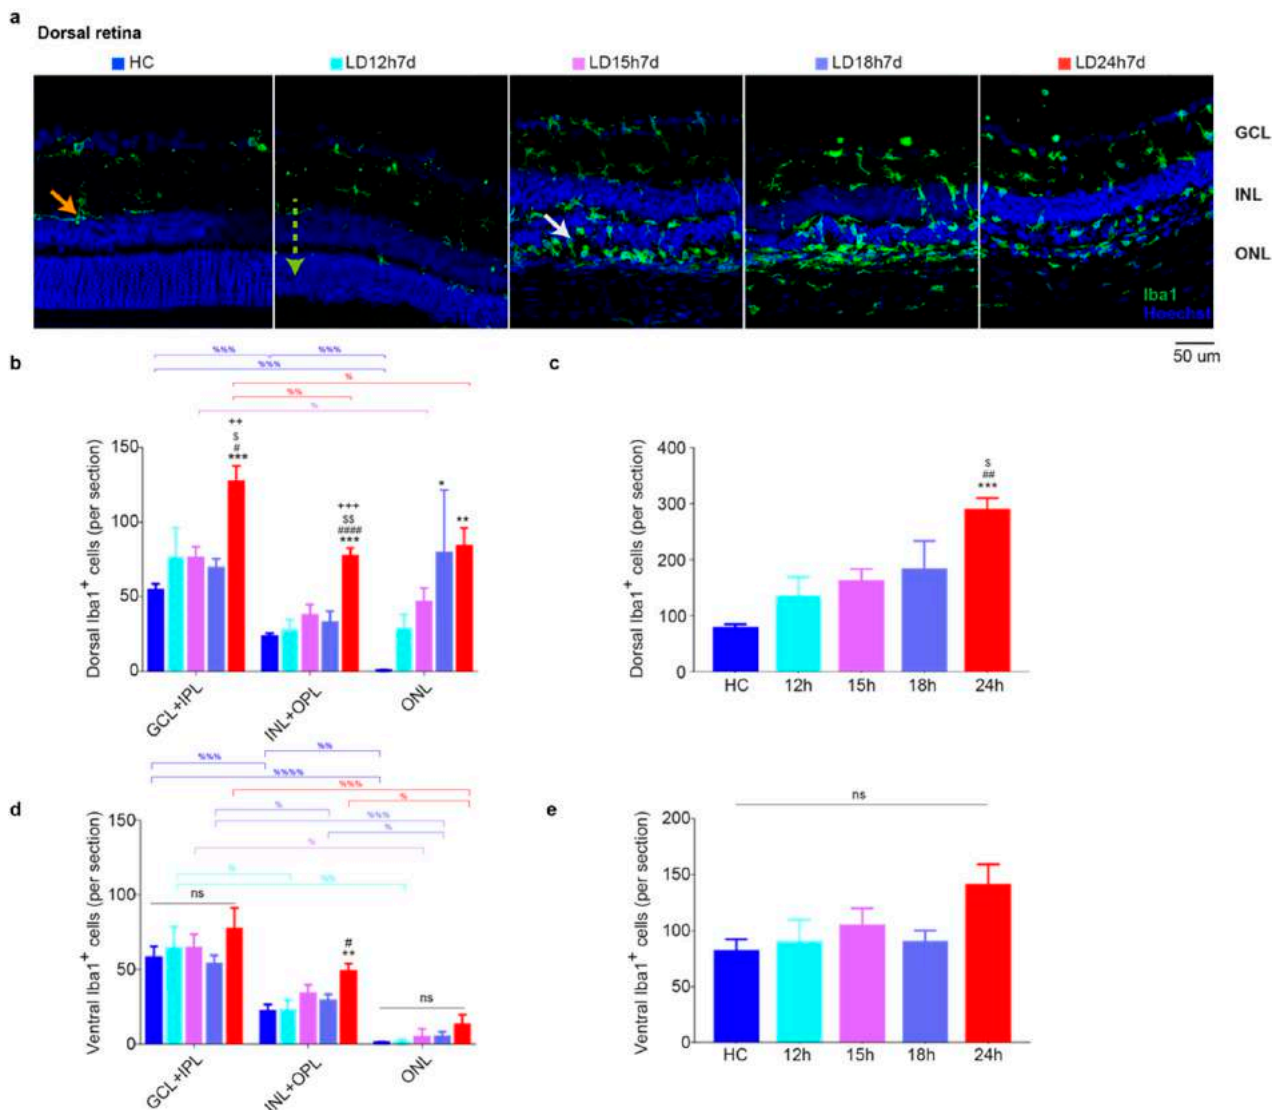 a
Dorsal retina
HC LD12h7d LD15h7d LD18h7d LD24h7d
GCL
INL
ONL
Iba1
Hoechst
50 um
b
%%% %%%
%%%
%
%%
%
Dorsal Iba1+ cells (per section)
150
100
50
0
++
$
#
***
+++
$$
####
***
*
**
GCL+IPL INL+OPL ONL
c
Dorsal Iba1+ cells (per section)
400
300
200
100
0
$
##
***
HC 12h 15h 18h 24h
d
%%
%%%
%%%%
%%%
%
%
%%%
%
%
%
%%
Ventral Iba1+ cells (per section)
150
100
50
0
ns
#
**
ns
GCL+IPL INL+OPL ONL
e
Ventral Iba1+ cells (per section)
200
150
100
50
0
ns
HC 12h 15h 18h 24h